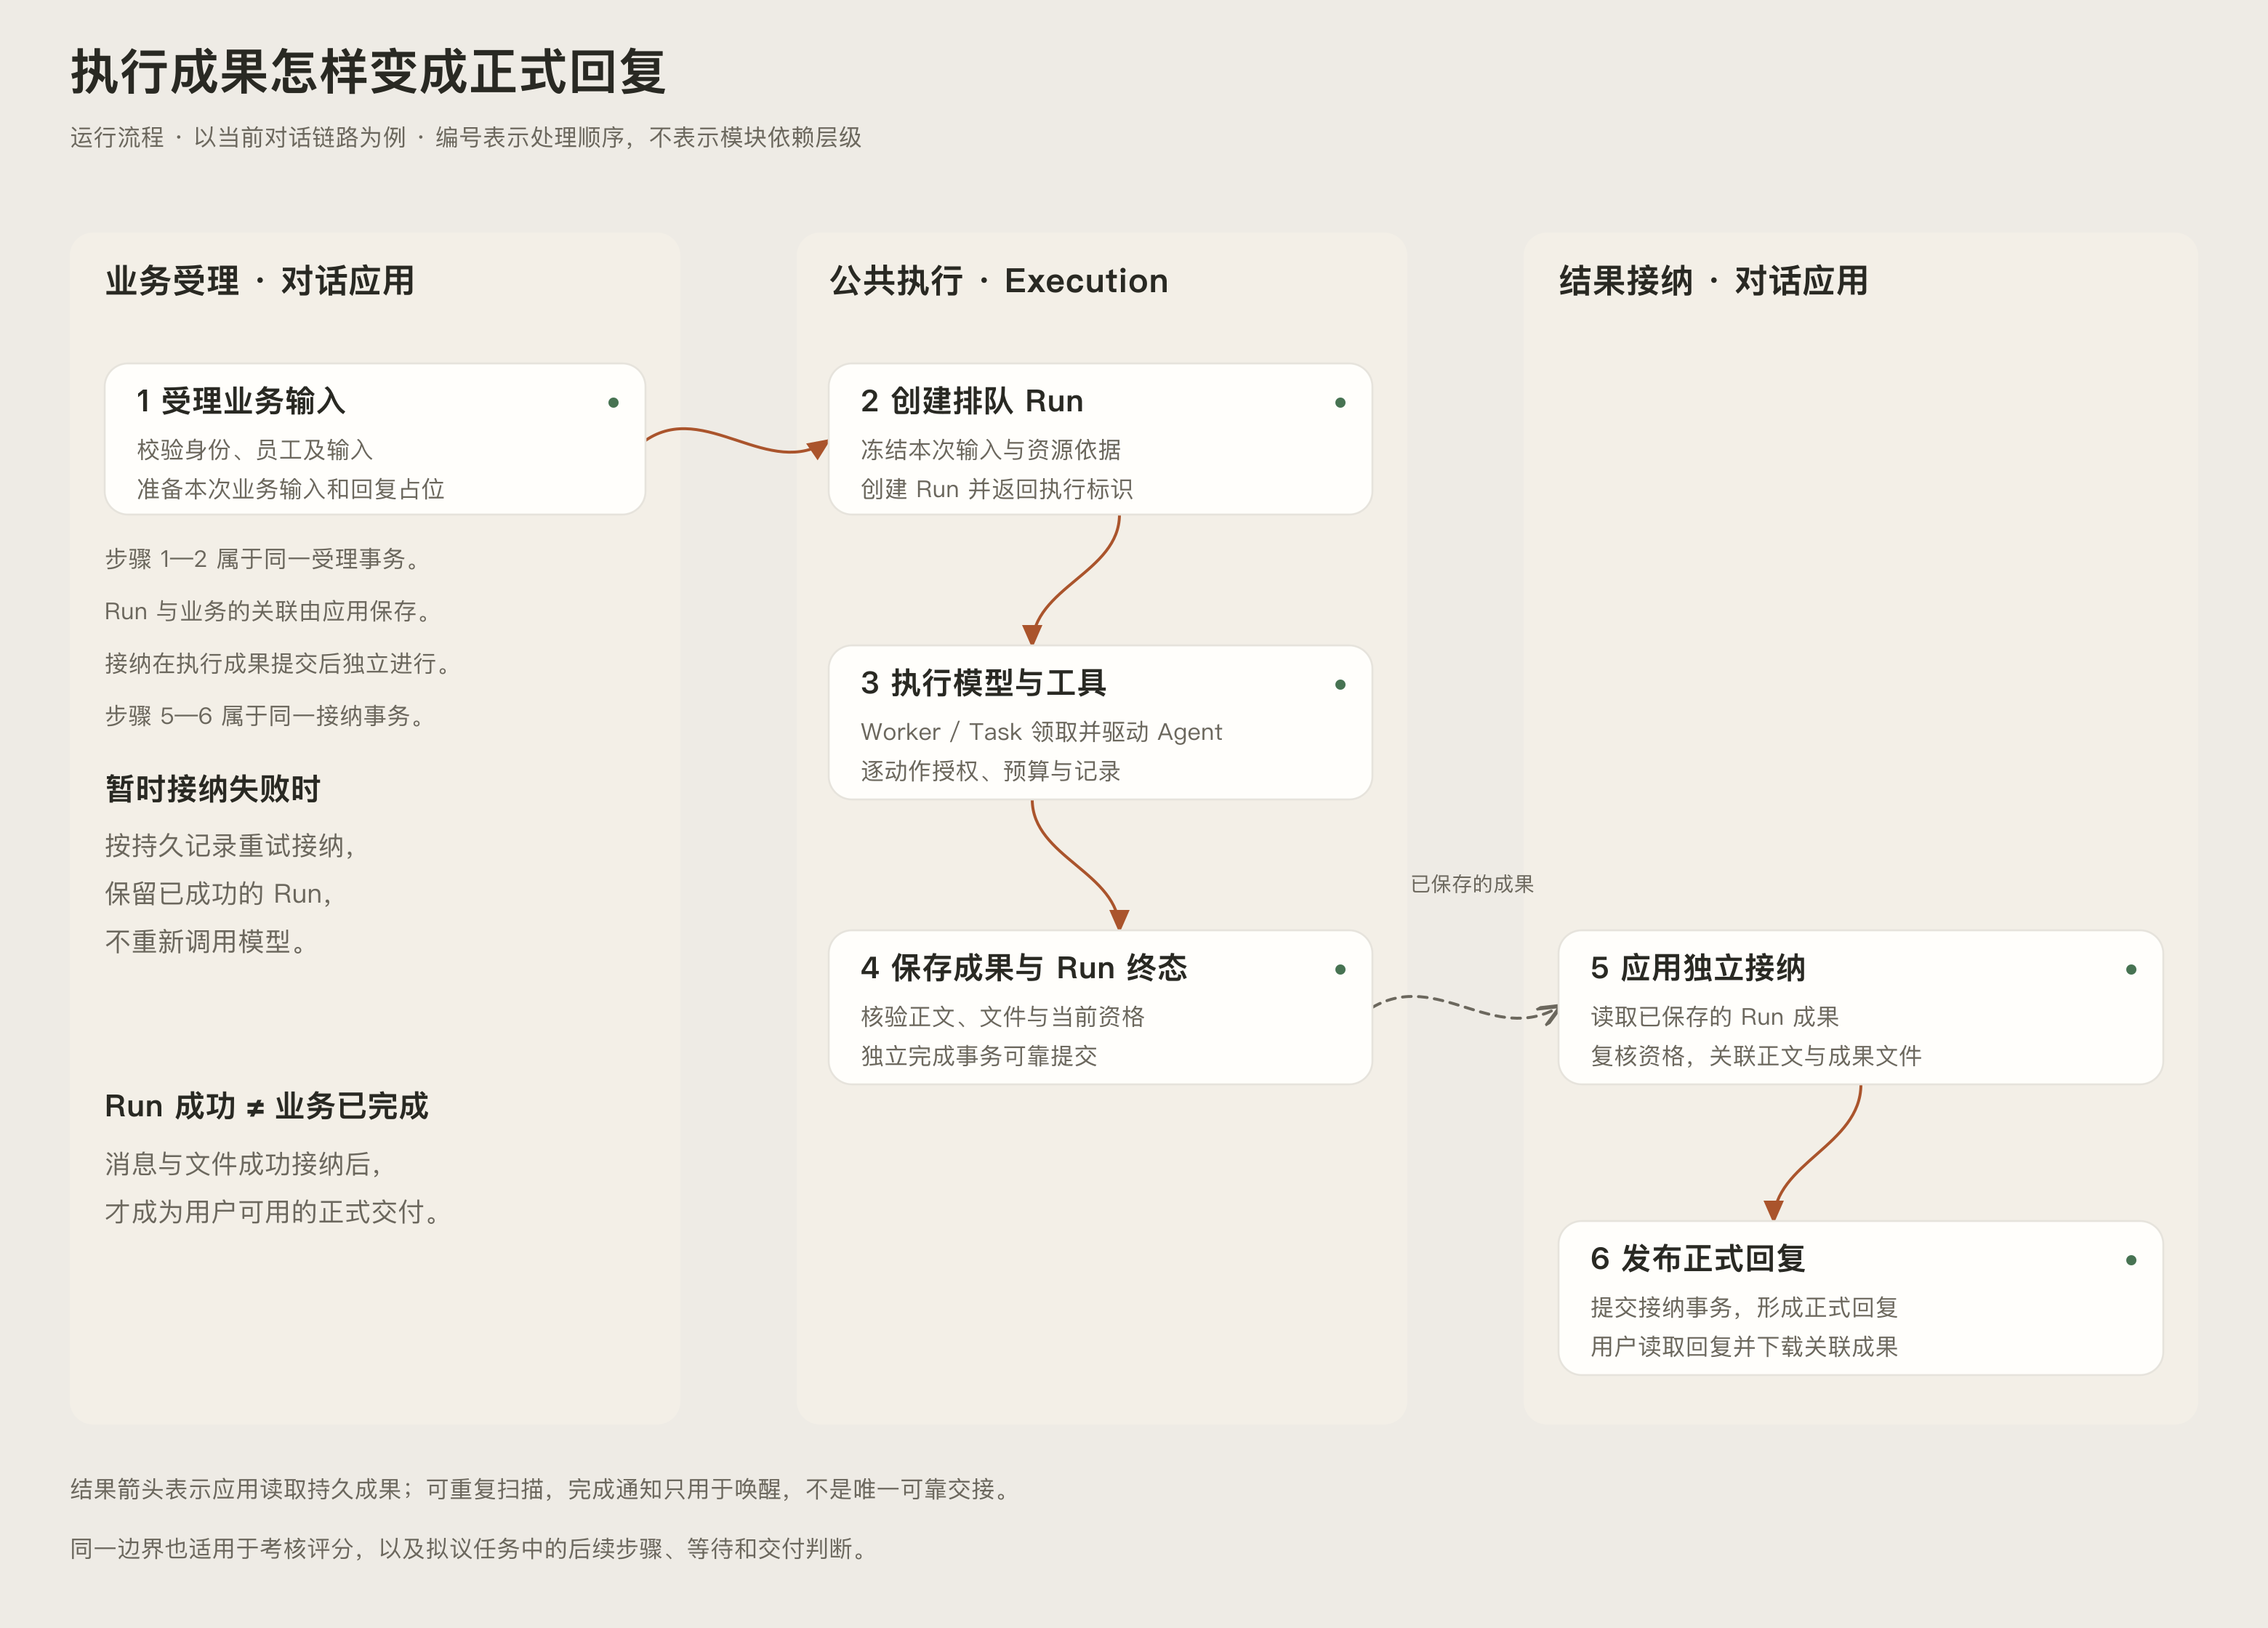 执行成果怎样变成正式回复
运行流程 · 以当前对话链路为例 · 编号表示处理顺序，不表示模块依赖层级
业务受理 · 对话应用
1 受理业务输入
校验身份、员工及输入
准备本次业务输入和回复占位
步骤 1—2 属于同一受理事务。
Run 与业务的关联由应用保存。
接纳在执行成果提交后独立进行。
步骤 5—6 属于同一接纳事务。
暂时接纳失败时
按持久记录重试接纳，
保留已成功的 Run，
不重新调用模型。
Run 成功 ≠ 业务已完成
消息与文件成功接纳后，
才成为用户可用的正式交付。
公共执行 · Execution
2 创建排队 Run
冻结本次输入与资源依据
创建 Run 并返回执行标识
3 执行模型与工具
Worker / Task 领取并驱动 Agent
逐动作授权、预算与记录
4 保存成果与 Run 终态
核验正文、文件与当前资格
独立完成事务可靠提交
已保存的成果
结果接纳 · 对话应用
5 应用独立接纳
读取已保存的 Run 成果
复核资格，关联正文与成果文件
6 发布正式回复
提交接纳事务，形成正式回复
用户读取回复并下载关联成果
结果箭头表示应用读取持久成果；可重复扫描，完成通知只用于唤醒，不是唯一可靠交接。
同一边界也适用于考核评分，以及拟议任务中的后续步骤、等待和交付判断。